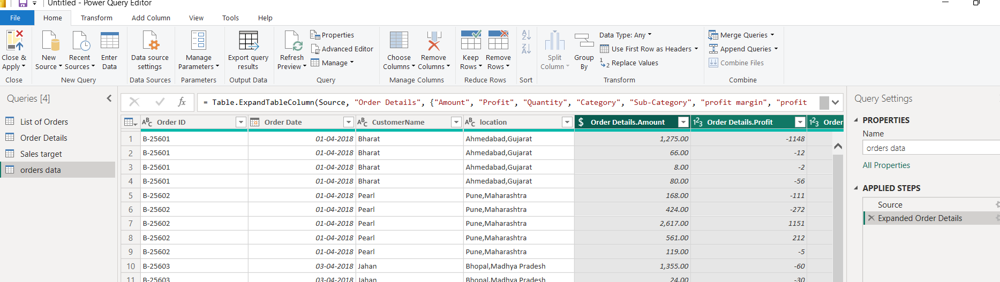 Untitled - Power Query Editor
File Home Transform Add Column View Tools Help
Close & Apply
New Source
Recent Sources
Enter Data
Data source settings
Manage Parameters
Export query results
Refresh Preview
Properties
Advanced Editor
Manage
Choose Columns
Remove Columns
Keep Rows
Remove Rows
Split Column
Group By
Data Type: Any
Use First Row as Headers
Replace Values
Merge Queries
Append Queries
Combine Files
Close New Query Data Sources Parameters Output Data Query Manage Columns Reduce Rows Sort Transform Combine
Queries [4]
List of Orders
Order Details
Sales target
orders data
= Table.ExpandTableColumn(Source, "Order Details", {"Amount", "Profit", "Quantity", "Category", "Sub-Category", "profit margin", "profit
Order ID Order Date CustomerName location $ Order Details.Amount Order Details.Profit Order
1 B-25601 01-04-2018 Bharat Ahmedabad,Gujarat 1,275.00 -1148
2 B-25601 01-04-2018 Bharat Ahmedabad,Gujarat 66.00 -12
3 B-25601 01-04-2018 Bharat Ahmedabad,Gujarat 8.00 -2
4 B-25601 01-04-2018 Bharat Ahmedabad,Gujarat 80.00 -56
5 B-25602 01-04-2018 Pearl Pune,Maharashtra 168.00 -111
6 B-25602 01-04-2018 Pearl Pune,Maharashtra 424.00 -272
7 B-25602 01-04-2018 Pearl Pune,Maharashtra 2,617.00 1151
8 B-25602 01-04-2018 Pearl Pune,Maharashtra 561.00 212
9 B-25602 01-04-2018 Pearl Pune,Maharashtra 119.00 -5
10 B-25603 03-04-2018 Jahan Bhopal,Madhya Pradesh 1,355.00 -60
11 B-25603 03-04-2018 Jahan Bhopal,Madhya Pradesh 24.00 -30
Query Settings
PROPERTIES
Name
orders data
All Properties
APPLIED STEPS
Source
Expanded Order Details